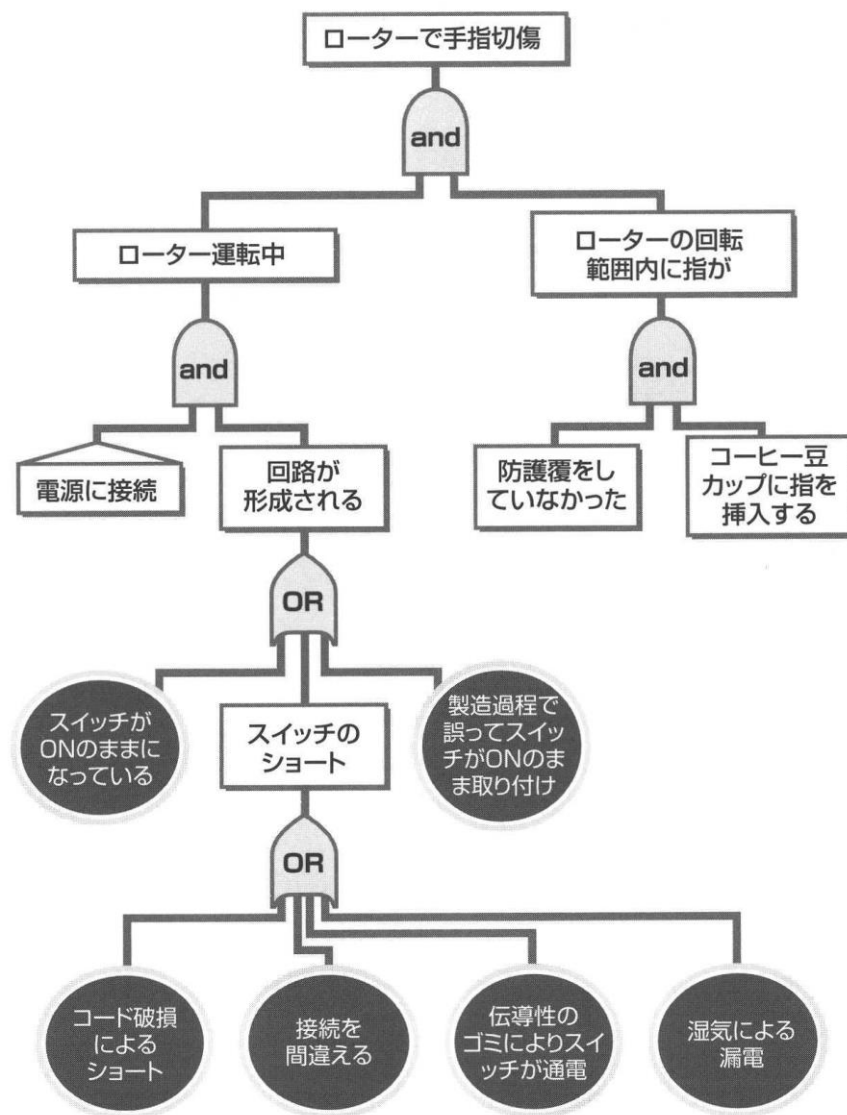 ローターで手指切傷
and
ローター運転中
ローターの回転
範囲内に指が
and
and
電源に接続
回路が
形成される
防護覆をし
ていなかった
コーヒー豆
カップに指を
挿入する
OR
スイッチが
ONのままに
なっている
スイッチの
ショート
製造過程で
誤ってスイッ
チがONのま
ま取り付け
OR
コード破損
による
ショート
接続を
間違える
伝導性の
ゴミによりスイ
ッチが通電
湿気による
漏電